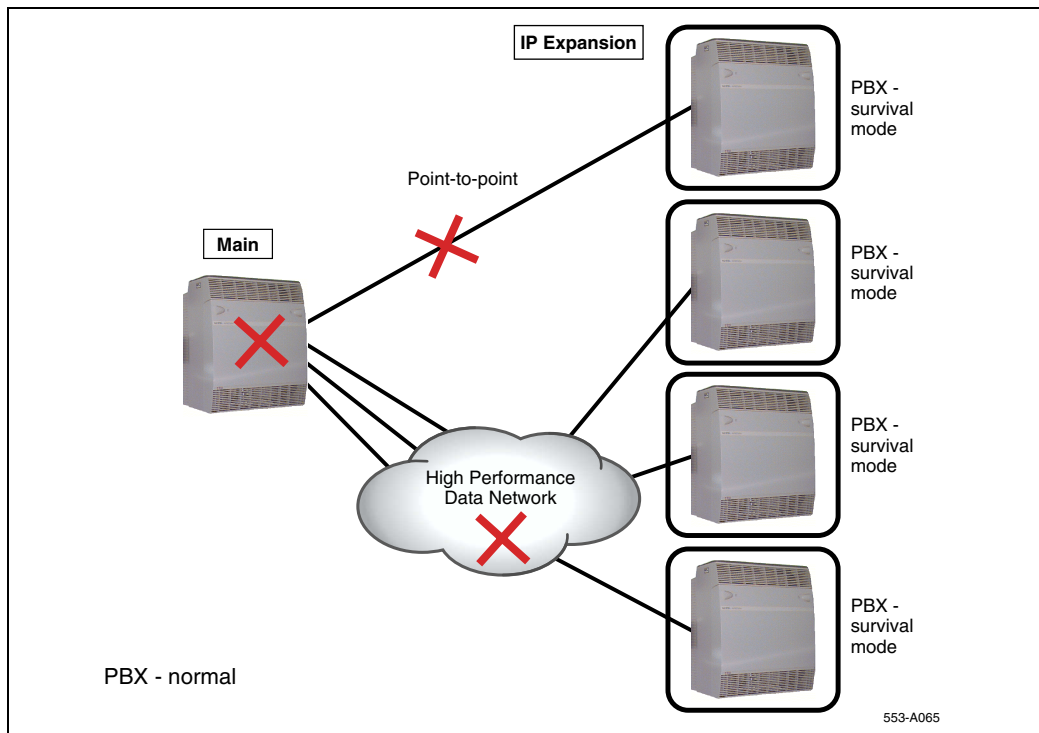 IP Expansion
PBX -
survival
mode
Point-to-point
Main
PBX -
survival
mode
High Performance
Data Network
PBX -
survival
mode
PBX -
survival
mode
PBX - normal
553-A065